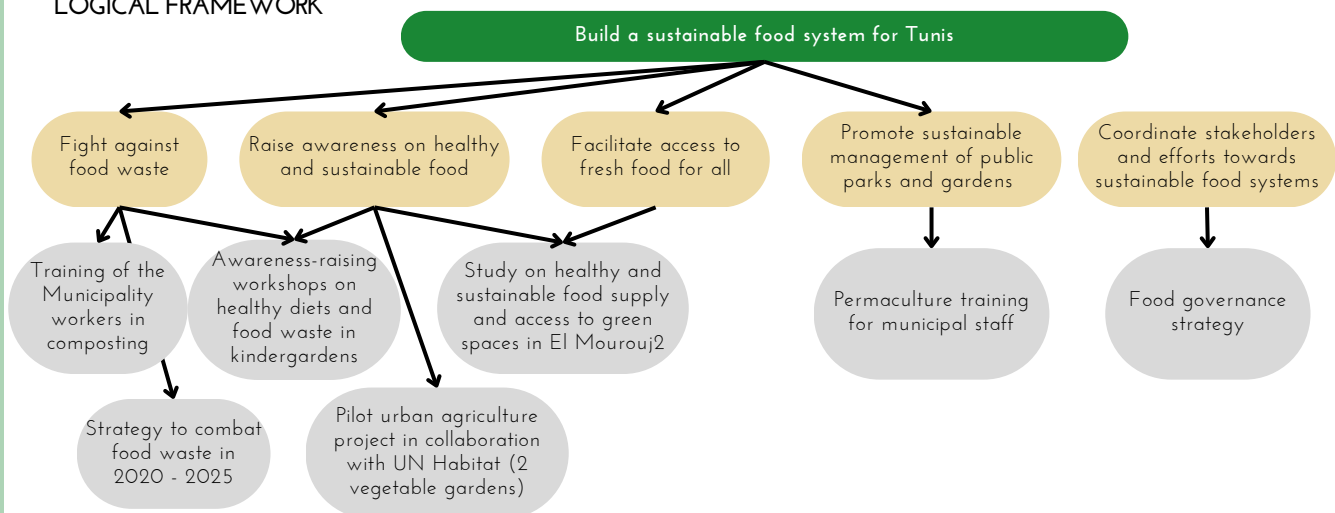 LOGICAL FRAMEWORK
Build a sustainable food system for Tunis
Fight against
food waste
Raise awareness on healthy
and sustainable food
Facilitate access to
fresh food for all
Promote sustainable
management of public
parks and gardens
Coordinate stakeholders
and efforts towards
sustainable food systems
Training of the
Municipality
workers in
composting
Awareness-raising
workshops on
healthy diets and
food waste in
kindergardens
Study on healthy and
sustainable food supply
and access to green
spaces in El Mourouj2
Permaculture training
for municipal staff
Food governance
strategy
Strategy to combat
food waste in
2020 - 2025
Pilot urban agriculture
project in collaboration
with UN Habitat (2
vegetable gardens)